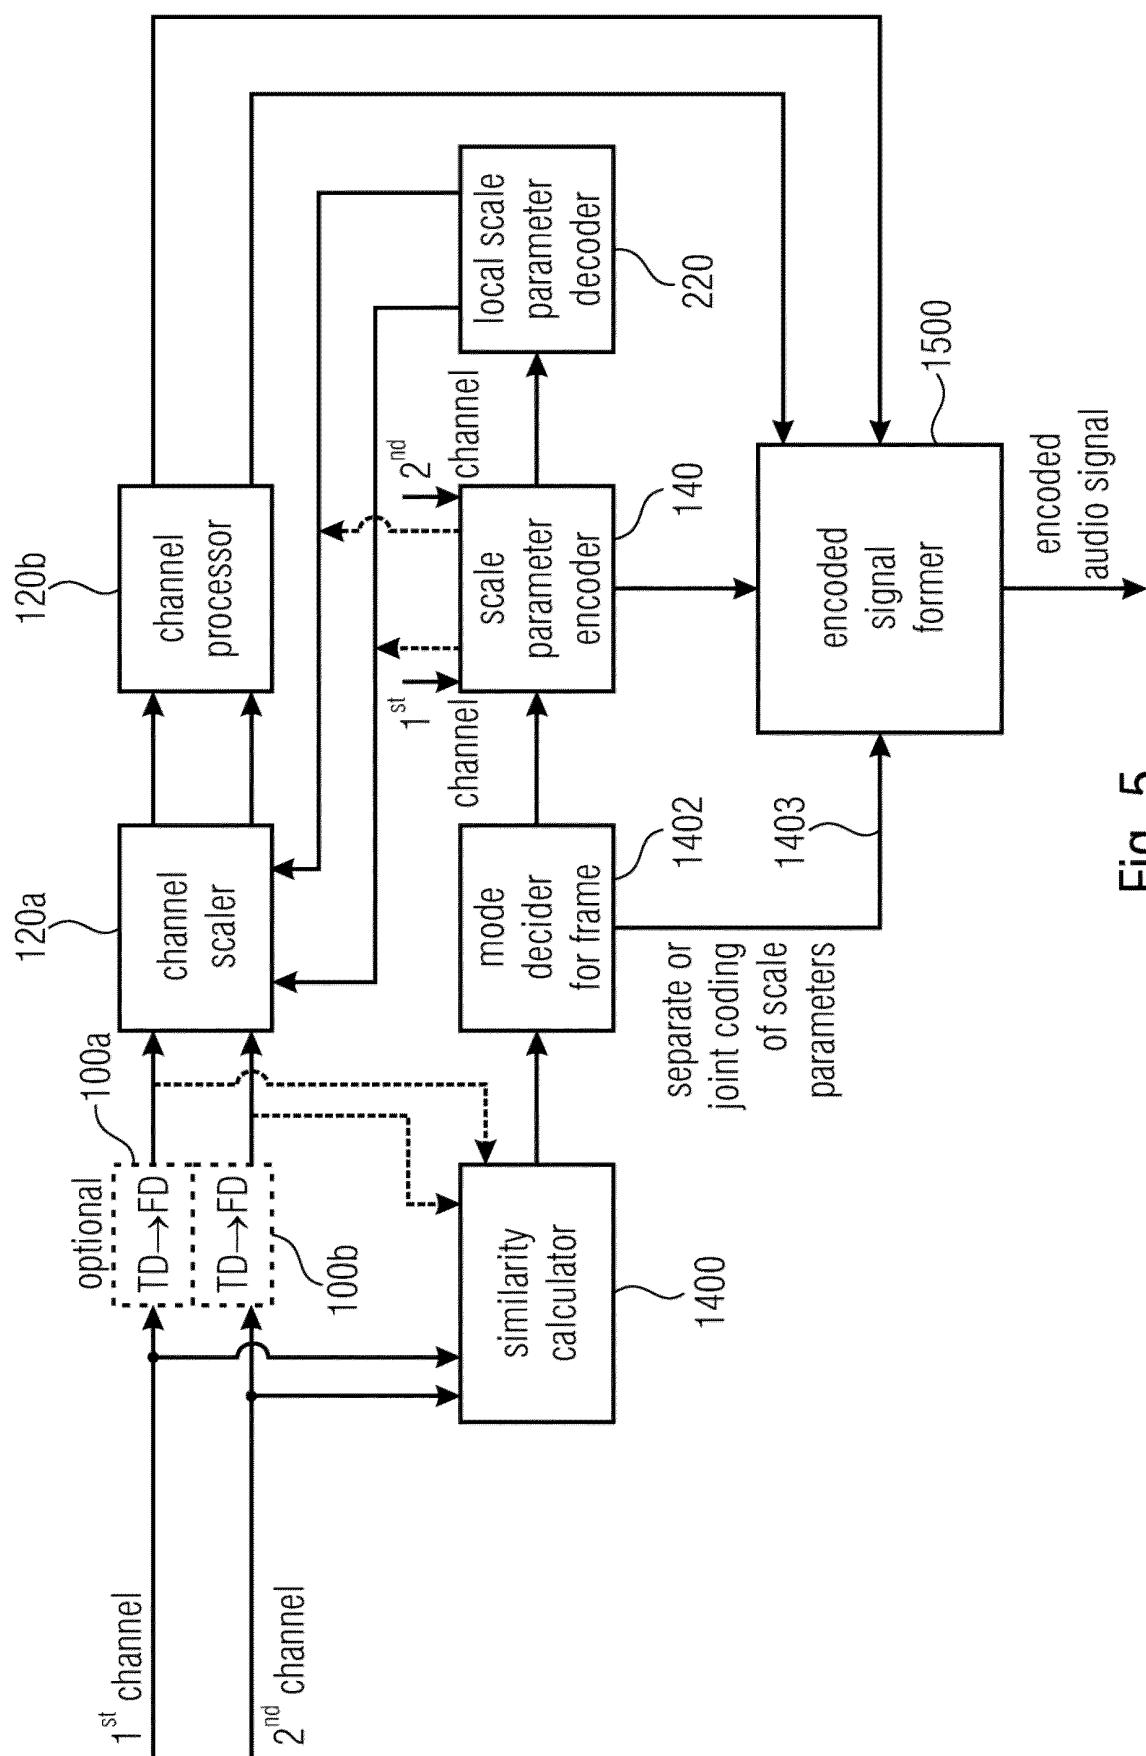 1st channel
2nd channel
optional
TD→FD
TD→FD
100a
100b
120a
channel
scaler
120b
channel
processor
similarity
calculator
1400
mode
decider
for frame
1402
separate or
joint coding
of scale
parameters
1403
1st
channel
2nd
channel
scale
parameter
encoder
140
local scale
parameter
decoder
220
encoded
signal
former
1500
encoded
audio signal
Fig. 5